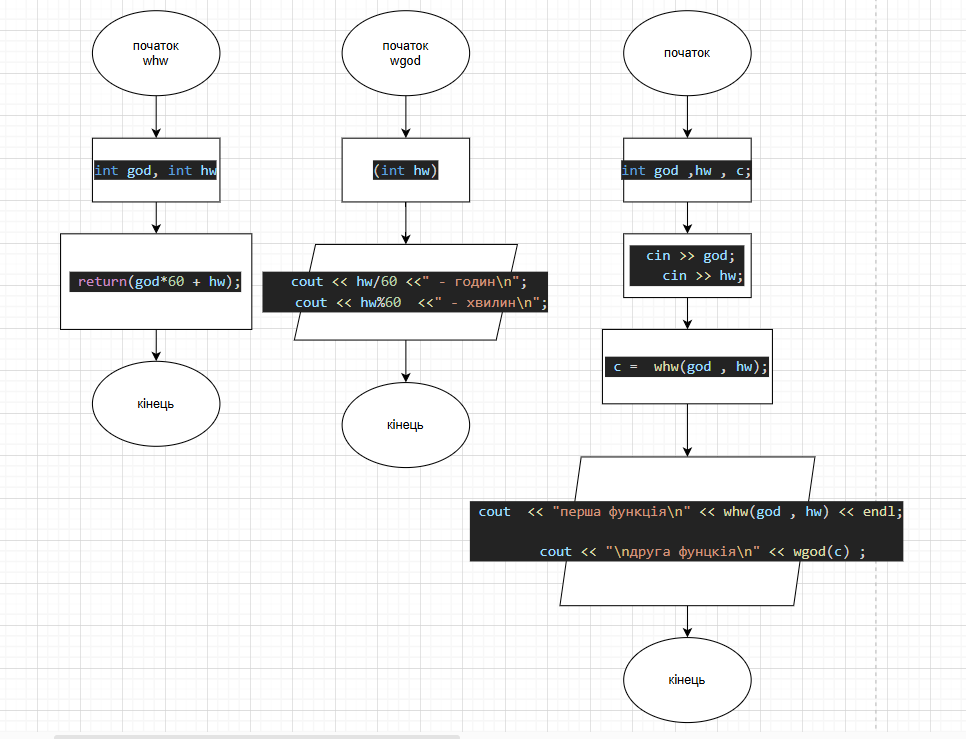 початок
whw
int god, int hw
return(god*60 + hw);
кінець
початок
wgod
(int hw)
cout << hw/60 <<" - годин\n";
cout << hw%60 <<" - хвилин\n";
кінець
початок
int god ,hw , c;
cin >> god;
cin >> hw;
c = whw(god , hw);
cout << "перша функція\n" << whw(god , hw) << endl;
cout << "\nдруга фунцкія\n" << wgod(c) ;
кінець